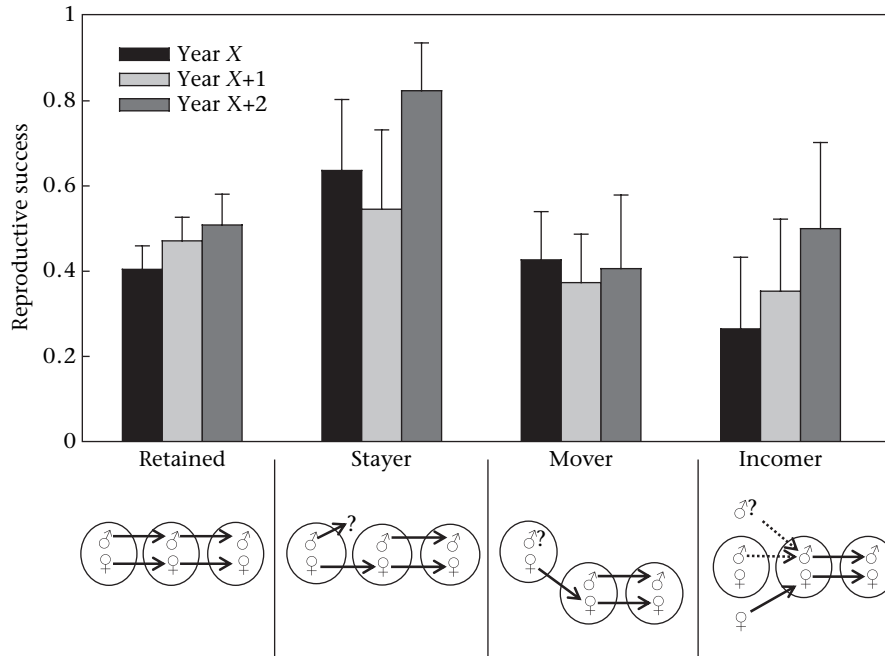 1
0.8
0.6
0.4
0.2
0
Reproductive success
Year X
Year X+1
Year X+2
Retained
Stayer
Mover
Incomer
♂ ♂ ♂
♀ ♀ ♀
♂ ? ♂ ♂
♀ ♀ ♀
♂?
♀
♂ ♂
♀ ♀
♂?
♂ ♂ ♂
♀ ♀ ♀
♀